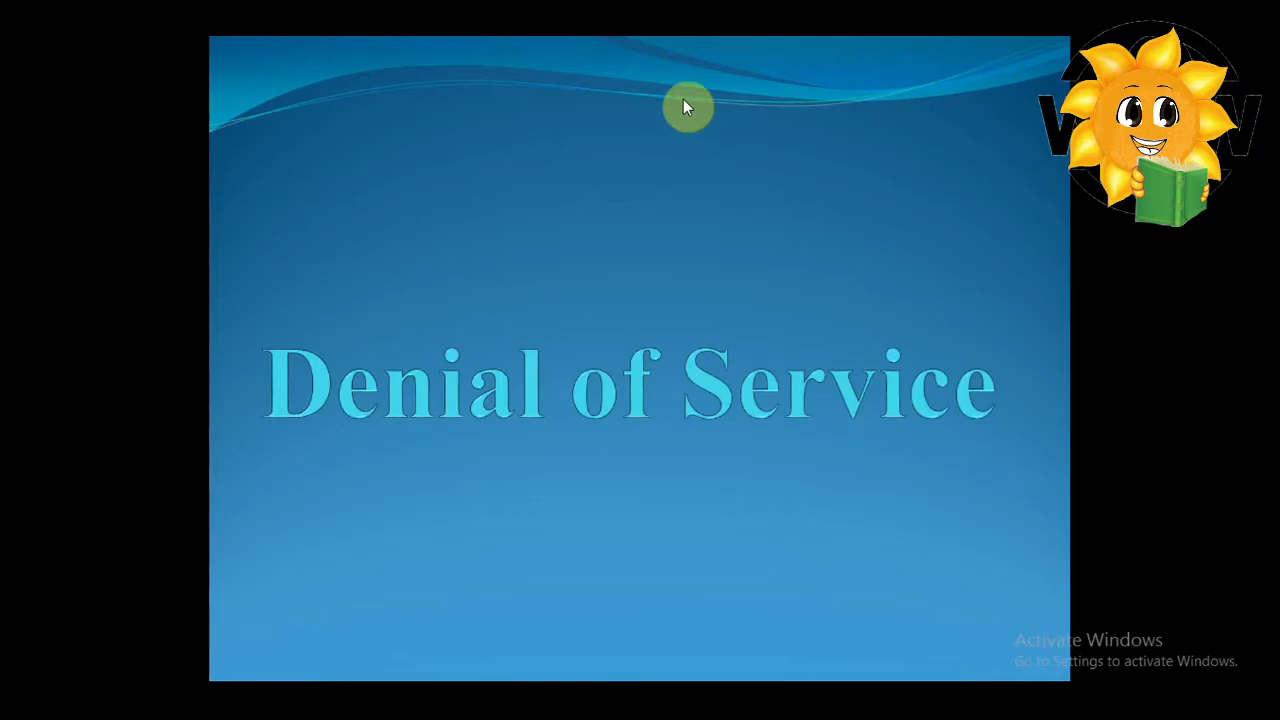 Denial of Service
Activate Windows
Go to Settings to activate Windows.